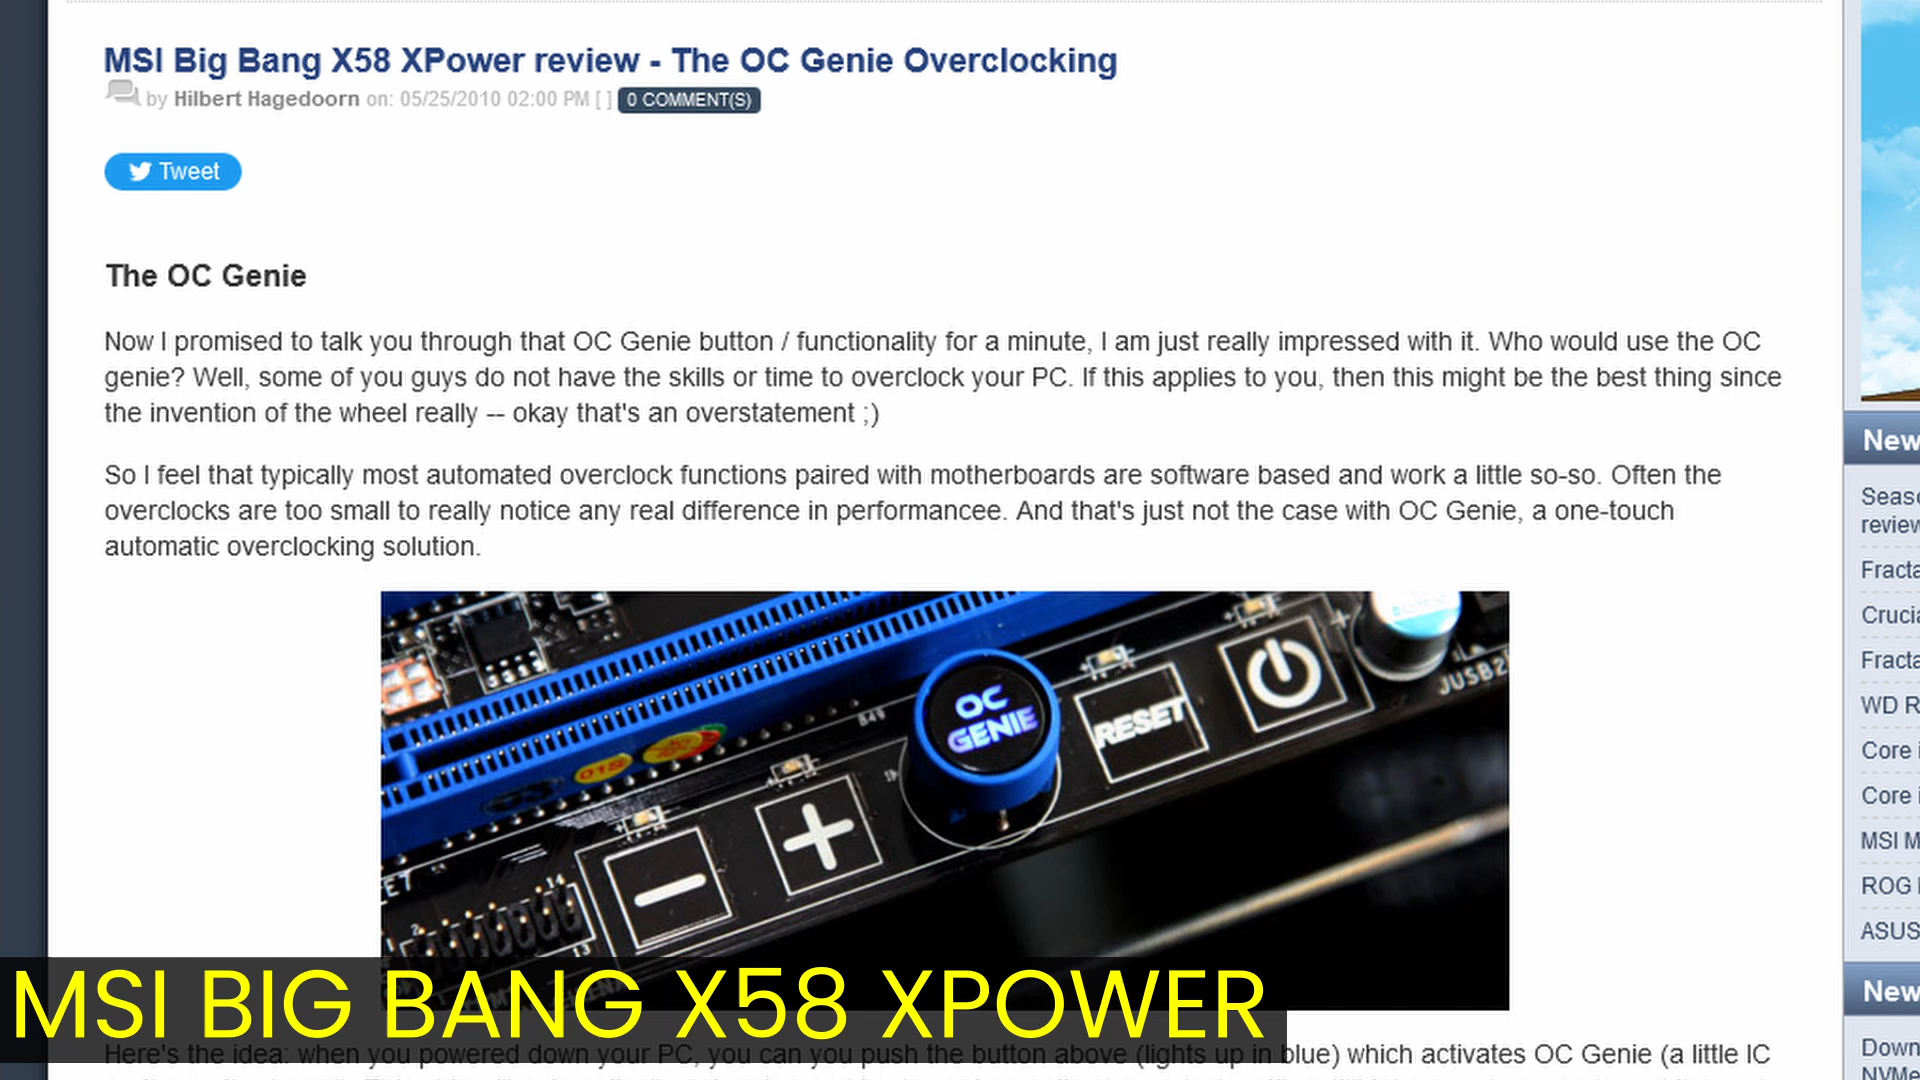 MSI Big Bang X58 XPower review - The OC Genie Overclocking
by Hilbert Hagedoorn on: 05/25/2010 02:00 PM [ ] 0 COMMENT(S)
Tweet
The OC Genie
Now I promised to talk you through that OC Genie button / functionality for a minute, I am just really impressed with it. Who would use the OC
genie? Well, some of you guys do not have the skills or time to overclock your PC. If this applies to you, then this might be the best thing since
the invention of the wheel really -- okay that's an overstatement ;)
So I feel that typically most automated overclock functions paired with motherboards are software based and work a little so-so. Often the
overclocks are too small to really notice any real difference in performancee. And that's just not the case with OC Genie, a one-touch
automatic overclocking solution.
OC
GENIE
RESET
JUSB2
B49
14
13
2
1
MSI BIG BANG X58 XPOWER
Here's the idea: when you powered down your PC, you can you push the button above (lights up in blue) which activates OC Genie (a little IC
New
review
Fracta
Crucia
Fracta
WD R
Core i
Core i
MSI M
ROG
ASUS
New
Down
NVMe